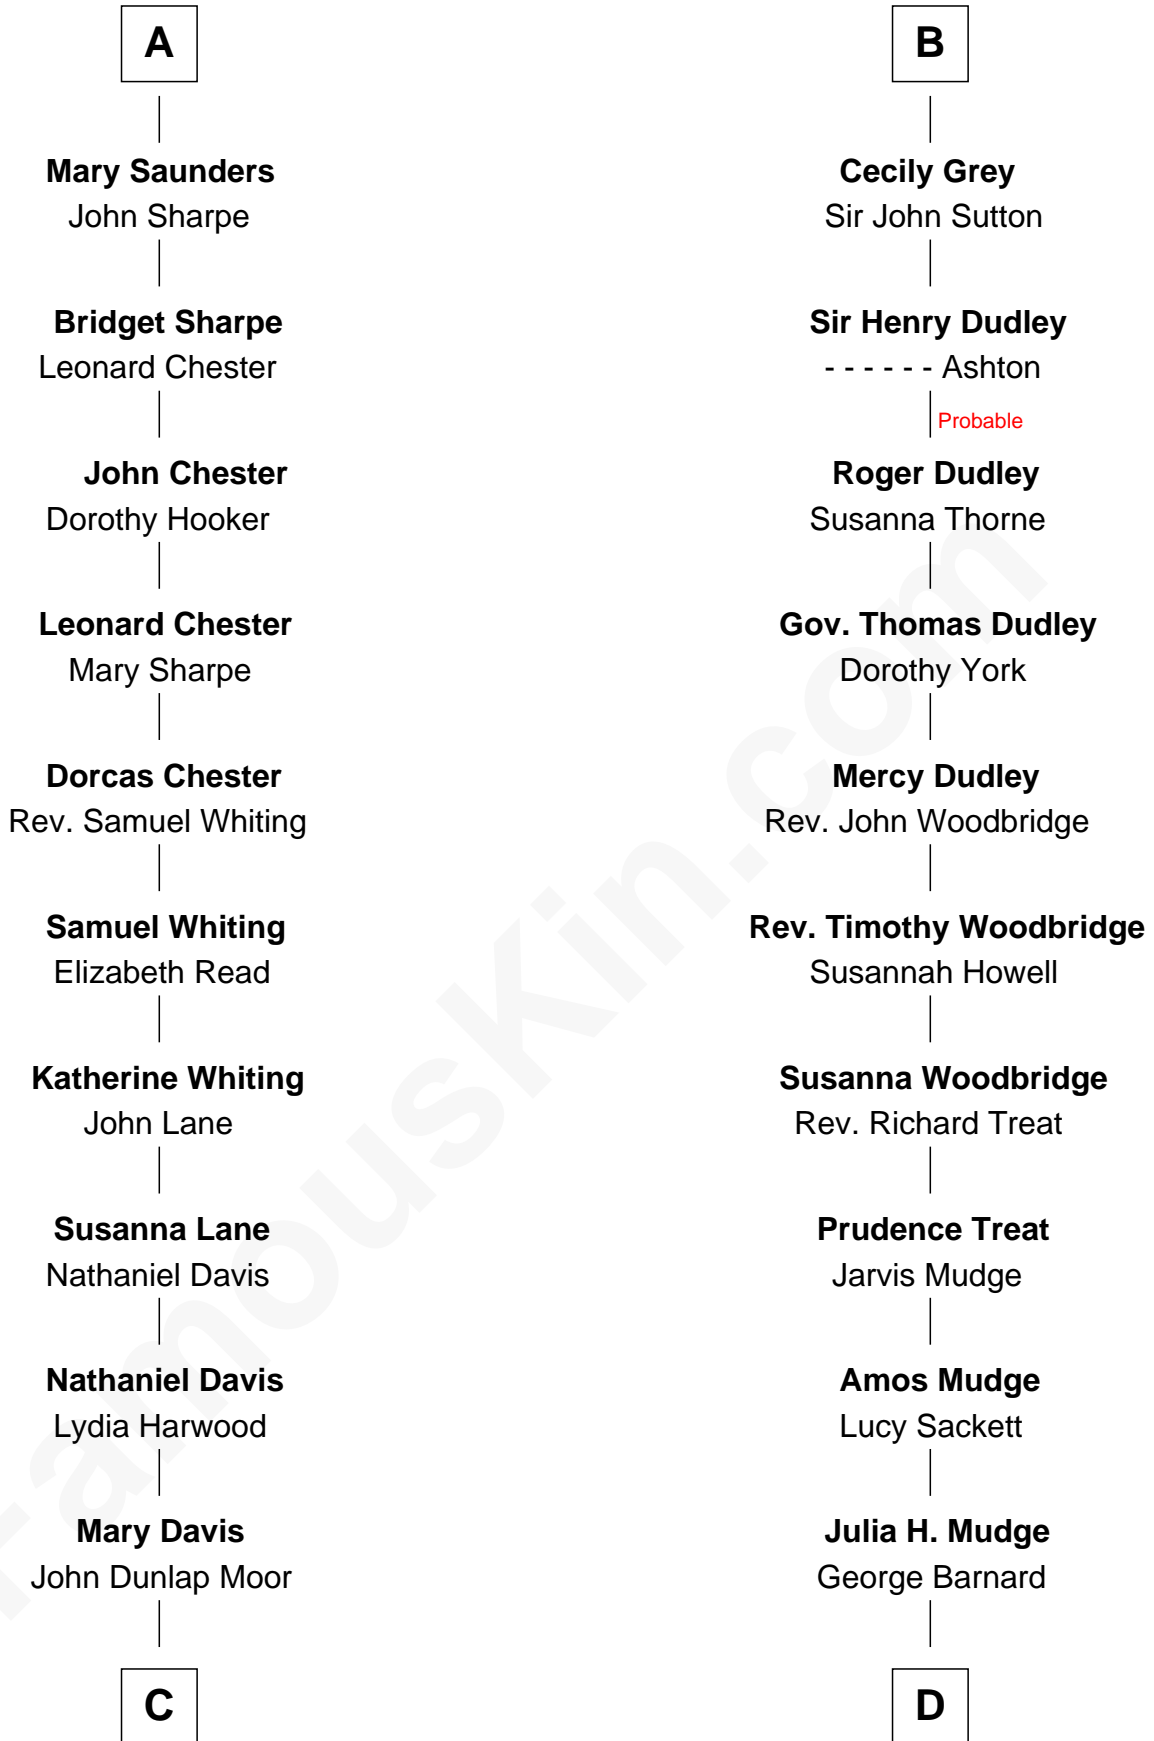 A
Mary Saunders
John Sharpe
Bridget Sharpe
Leonard Chester
John Chester
Dorothy Hooker
Leonard Chester
Mary Sharpe
Dorcas Chester
Rev. Samuel Whiting
Samuel Whiting
Elizabeth Read
Katherine Whiting
John Lane
Susanna Lane
Nathaniel Davis
Nathaniel Davis
Lydia Harwood
Mary Davis
John Dunlap Moor
C
B
Cecily Grey
Sir John Sutton
Sir Henry Dudley
- - - - - - Ashton
Probable
Roger Dudley
Susanna Thorne
Gov. Thomas Dudley
Dorothy York
Mercy Dudley
Rev. John Woodbridge
Rev. Timothy Woodbridge
Susannah Howell
Susanna Woodbridge
Rev. Richard Treat
Prudence Treat
Jarvis Mudge
Amos Mudge
Lucy Sackett
Julia H. Mudge
George Barnard
D
FamousKin.com